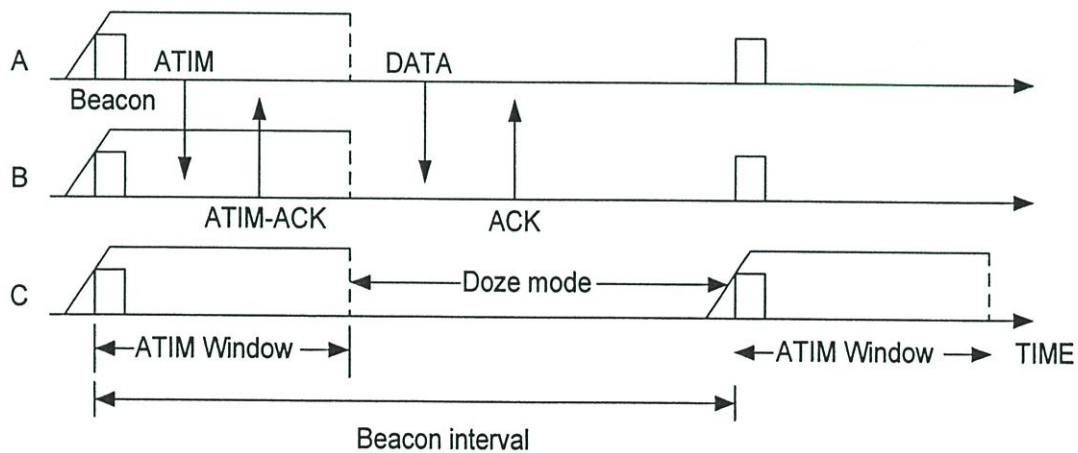 A
ATIM
DATA
Beacon
B
ATIM-ACK
ACK
C
Doze mode
ATIM Window
ATIM Window
TIME
Beacon interval